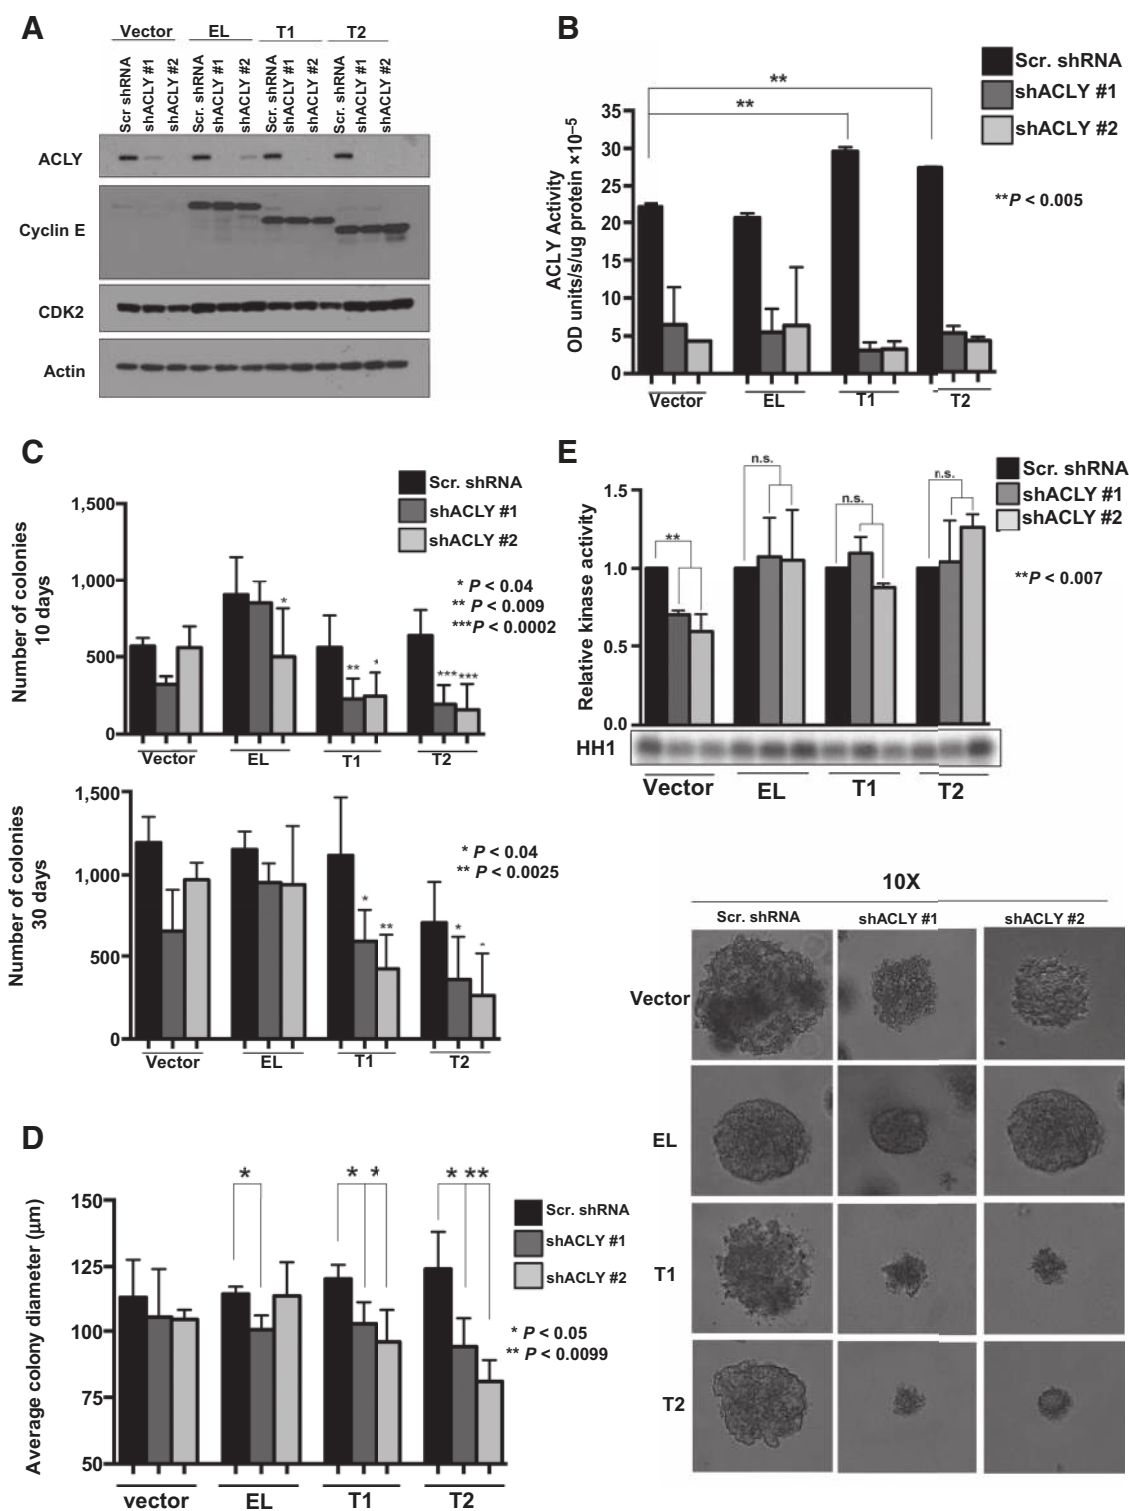 A
Vector EL T1 T2
Scr shRNA
shACLY #1
shACLY #2
Scr. shRNA
shACLY #1
shACLY #2
Scr. shRNA
shACLY #1
shACLY #2
Scr. shRNA
shACLY #1
shACLY #2
ACLY
Cyclin E
CDK2
Actin
B
Scr. shRNA
shACLY #1
shACLY #2
**
**
**P < 0.005
ACLY Activity
OD units/s/ug protein ×10–5
35
30
25
20
15
10
5
0
Vector EL T1 T2
C
Scr. shRNA
shACLY #1
shACLY #2
* P < 0.04
** P < 0.009
***P < 0.0002
Number of colonies
10 days
1,500
1,000
500
0
* ** * *** ***
Vector EL T1 T2
Number of colonies
30 days
1,500
1,000
500
0
* P < 0.04
** P < 0.0025
* ** * *
Vector EL T1 T2
D
Average colony diameter (μm)
150
125
100
75
50
* * * * **
Scr. shRNA
shACLY #1
shACLY #2
* P < 0.05
** P < 0.0099
vector EL T1 T2
E
Scr. shRNA
shACLY #1
shACLY #2
**P < 0.007
Relative kinase activity
1.5
1.0
0.5
0.0
** n.s. n.s. n.s.
HH1
Vector EL T1 T2
10X
Scr. shRNA shACLY #1 shACLY #2
Vector
EL
T1
T2